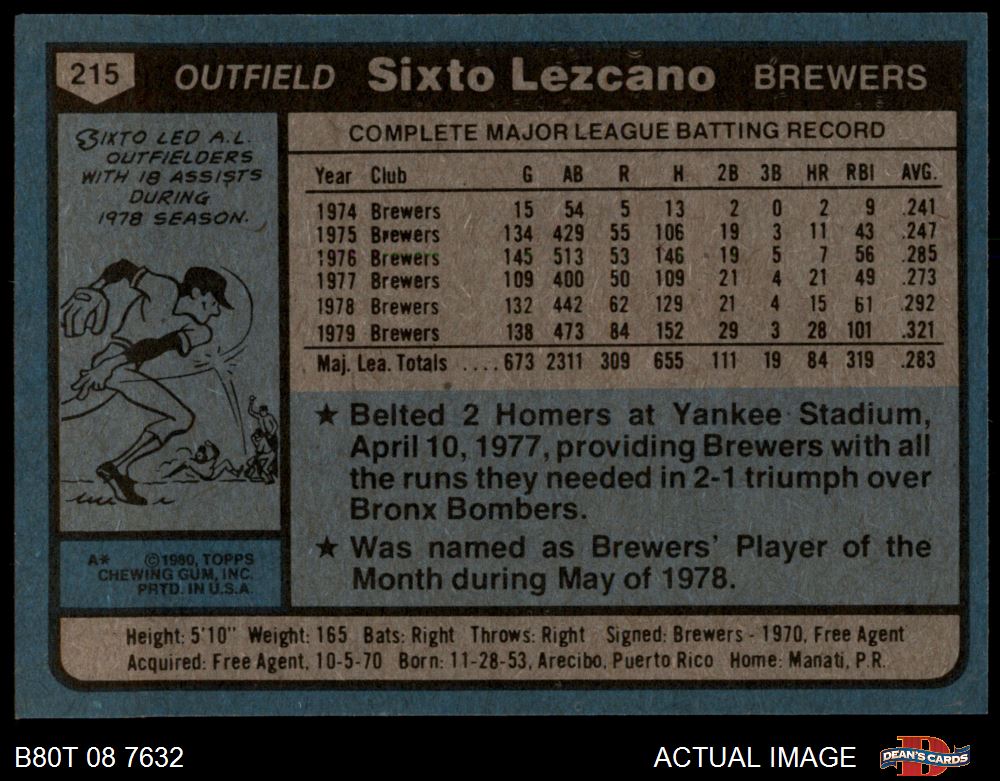 215 OUTFIELD Sixto Lezcano BREWERS
SIXTO LED A.L.
OUTFIELDERS
WITH 18 ASSISTS
DURING
1978 SEASON.
COMPLETE MAJOR LEAGUE BATTING RECORD
Year Club G AB R H 2B 3B HR RBI AVG.
1974 Brewers 15 54 5 13 2 0 2 9 .241
1975 Brewers 134 429 55 106 19 3 11 43 .247
1976 Brewers 145 513 53 146 19 5 7 56 .285
1977 Brewers 109 400 50 109 21 4 21 49 .273
1978 Brewers 132 442 62 129 21 4 15 61 .292
1979 Brewers 138 473 84 152 29 3 28 101 .321
Maj. Lea. Totals ....673 2311 309 655 111 19 84 319 .283
★ Belted 2 Homers at Yankee Stadium,
April 10, 1977, providing Brewers with all
the runs they needed in 2-1 triumph over
Bronx Bombers.
★ Was named as Brewers' Player of the
Month during May of 1978.
A* ©1980, TOPPS
CHEWING GUM, INC.
PRTD. IN U.S.A.
Height: 5'10" Weight: 165 Bats: Right Throws: Right Signed: Brewers - 1970, Free Agent
Acquired: Free Agent, 10-5-70 Born: 11-28-53, Arecibo, Puerto Rico Home: Manati, P.R.
B80T 08 7632 ACTUAL IMAGE DEAN'S CARDS